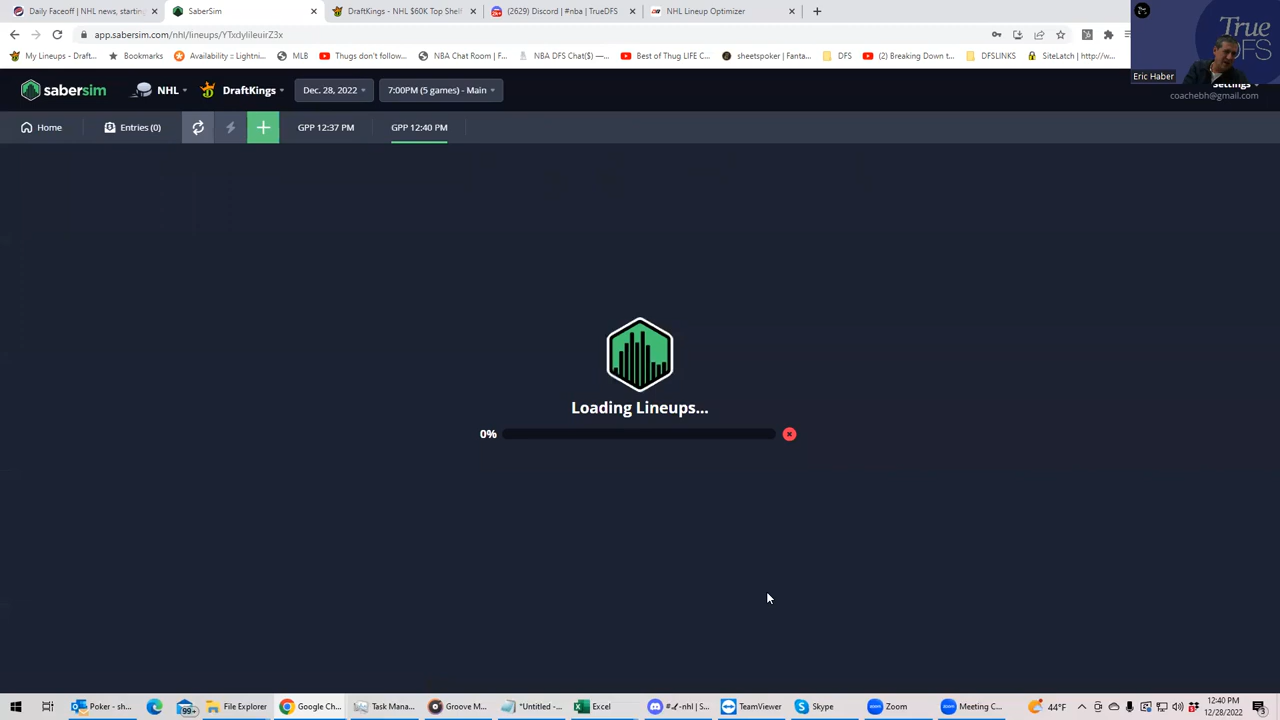 Daily Faceoff | NHL news, starting
SaberSim
DraftKings - NHL $60K Top Shelf
(2629) Discord | #nba | TrueDFS
NHL Lineup Optimizer
app.sabersim.com/nhl/lineups/YTxdyIileuirZ3x
My Lineups - Draft...
Bookmarks
Availability :: Lightni...
MLB
Thugs don't follow...
NBA Chat Room | F...
NBA DFS Chat($) —...
Best of Thug LIFE C...
sheetspoker | Fanta...
DFS
(2) Breaking Down t...
DFSLINKS
SiteLatch | http://w...
True DFS
Eric Haber
sabersim
NHL
DraftKings
Dec. 28, 2022
7:00PM (5 games) - Main
Settings
coachebh@gmail.com
Home
Entries (0)
GPP 12:37 PM
GPP 12:40 PM
Loading Lineups...
0%
Poker - sh...
99+
File Explorer
Google Ch...
Task Mana...
Groove M...
*Untitled -...
Excel
#🏒-nhl | S...
TeamViewer
Skype
Zoom
Meeting C...
44°F
12:40 PM
12/28/2022